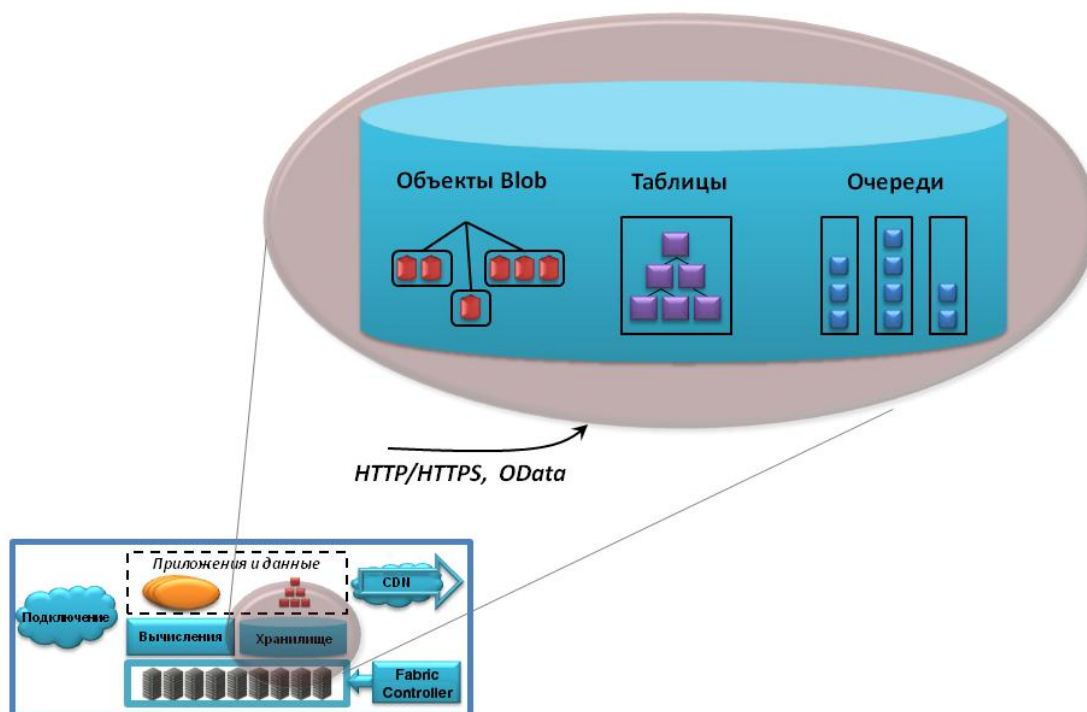 Объекты Blob
Таблицы
Очереди
HTTP/HTTPS, OData
Приложения и данные
CDN
Подключение
Вычисления
Хранилище
Fabric
Controller